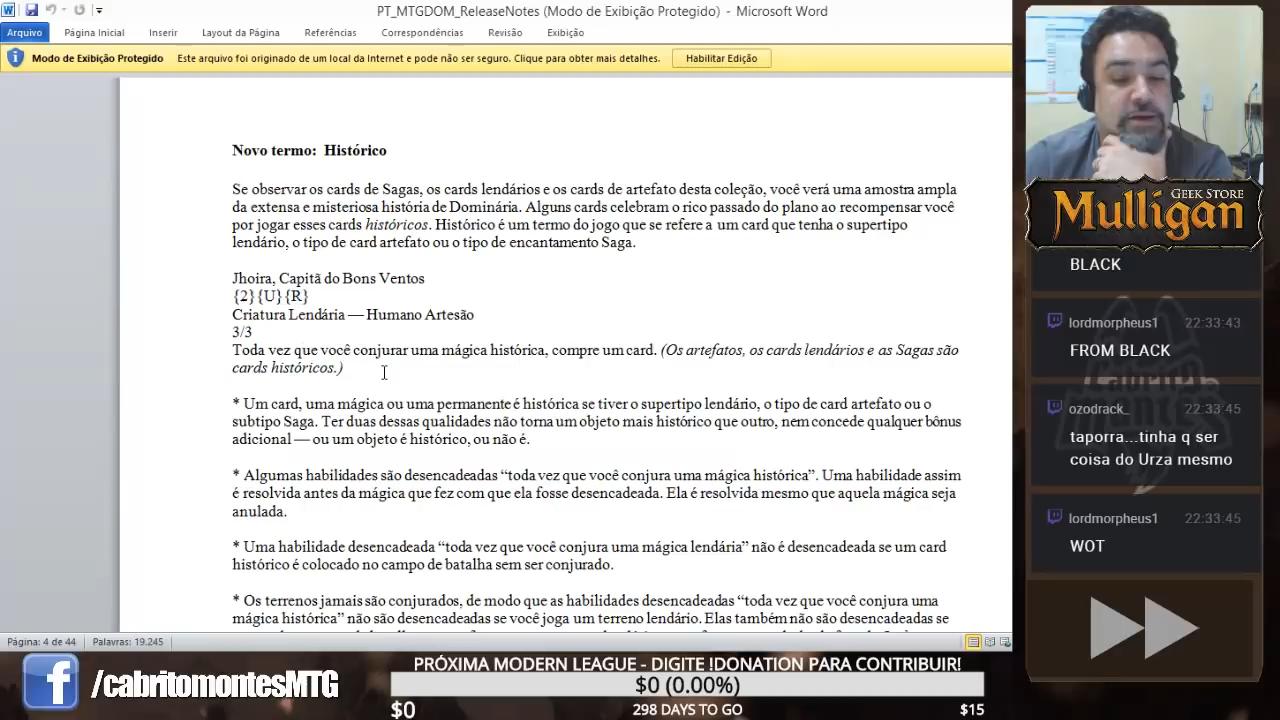 PT_MTGDOM_ReleaseNotes (Modo de Exibição Protegido) - Microsoft Word
Arquivo Página Inicial Inserir Layout da Página Referências Correspondências Revisão Exibição
Modo de Exibição Protegido Este arquivo foi originado de um local da Internet e pode não ser seguro. Clique para obter mais detalhes. Habilitar Edição
Novo termo: Histórico
Se observar os cards de Sagas, os cards lendários e os cards de artefato desta coleção, você verá uma amostra ampla
da extensa e misteriosa história de Dominária. Alguns cards celebram o rico passado do plano ao recompensar você
por jogar esses cards históricos. Histórico é um termo do jogo que se refere a um card que tenha o supertipo
lendário, o tipo de card artefato ou o tipo de encantamento Saga.
Jhoira, Capitã do Bons Ventos
{2}{U}{R}
Criatura Lendária — Humano Artesão
3/3
Toda vez que você conjurar uma mágica histórica, compre um card. (Os artefatos, os cards lendários e as Sagas são
cards históricos.)
* Um card, uma mágica ou uma permanente é histórica se tiver o supertipo lendário, o tipo de card artefato ou o
subtipo Saga. Ter duas dessas qualidades não torna um objeto mais histórico que outro, nem concede qualquer bônus
adicional — ou um objeto é histórico, ou não é.
* Algumas habilidades são desencadeadas “toda vez que você conjura uma mágica histórica”. Uma habilidade assim
é resolvida antes da mágica que fez com que ela fosse desencadeada. Ela é resolvida mesmo que aquela mágica seja
anulada.
* Uma habilidade desencadeada “toda vez que você conjura uma mágica lendária” não é desencadeada se um card
histórico é colocado no campo de batalha sem ser conjurado.
* Os terrenos jamais são conjurados, de modo que as habilidades desencadeadas “toda vez que você conjura uma
mágica histórica” não são desencadeadas se você joga um terreno lendário. Elas também não são desencadeadas se
Página: 4 de 44 Palavras: 19.245
GEEK STORE
Mulligan
BLACK
lordmorpheus1 22:33:43
FROM BLACK
ozodrack_ 22:33:45
taporra...tinha q ser
coisa do Urza mesmo
lordmorpheus1 22:33:45
WOT
f /cabritomontesMTG
PRÓXIMA MODERN LEAGUE - DIGITE !DONATION PARA CONTRIBUIR!
$0 (0.00%)
$0 298 DAYS TO GO $15